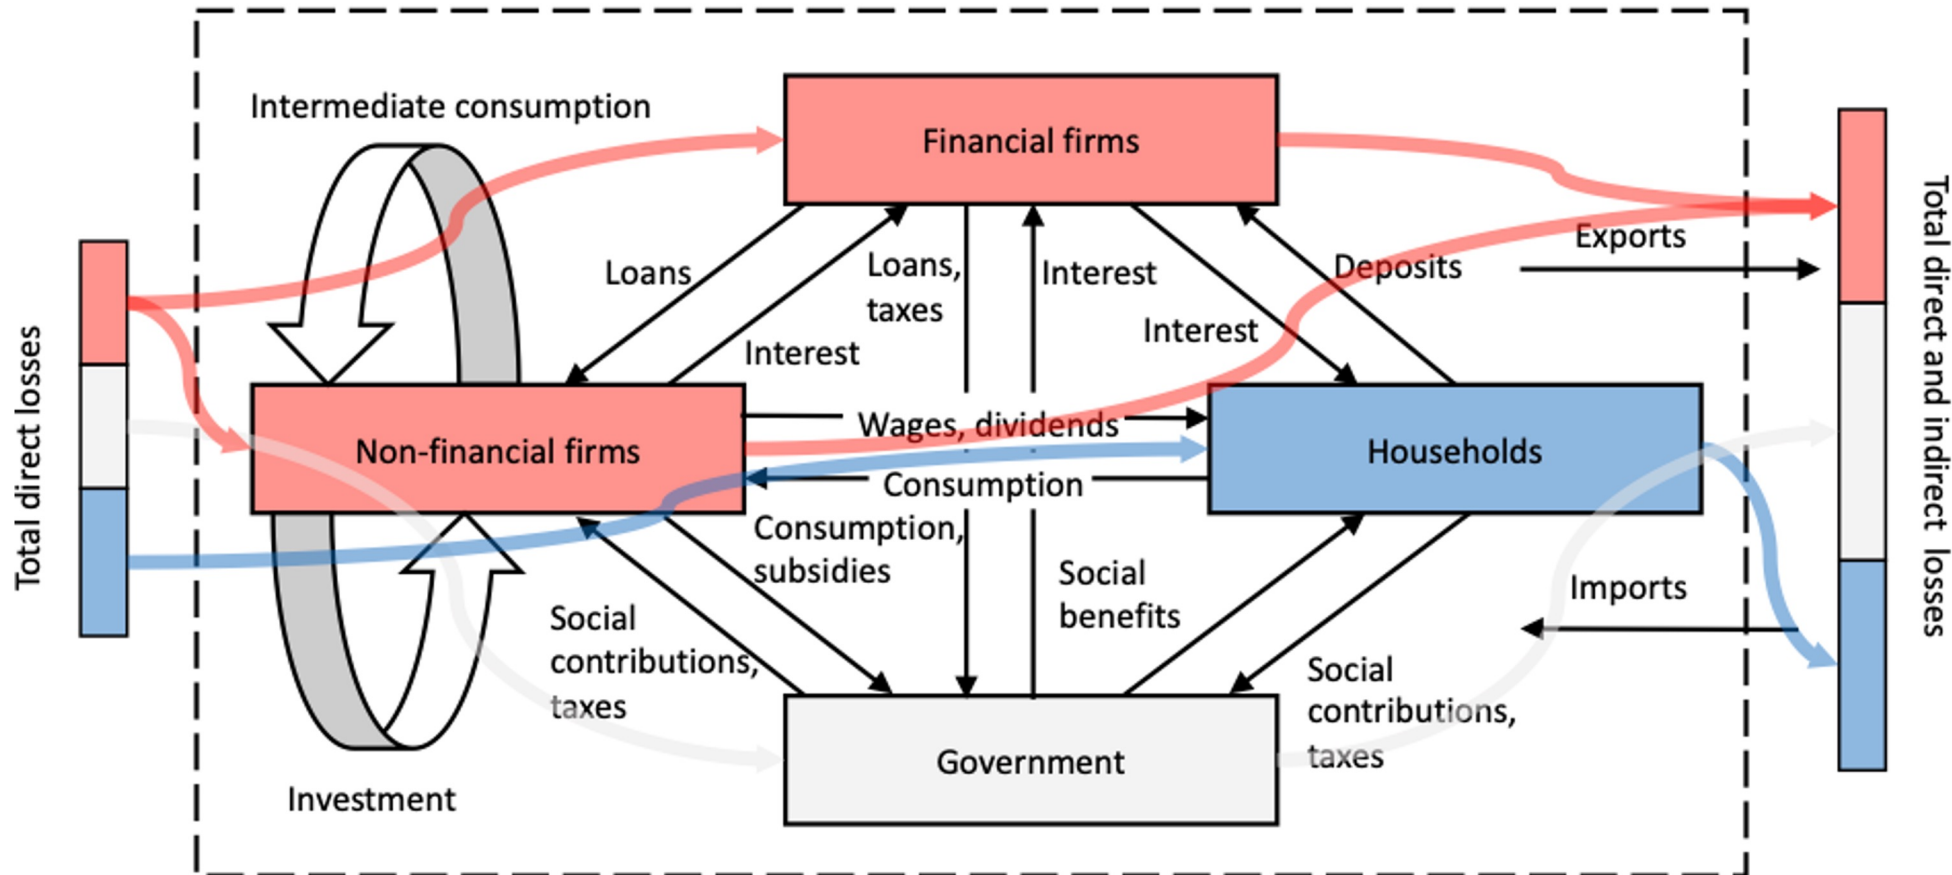 Intermediate consumption
Financial firms
Total direct losses
Total direct and indirect losses
Exports
Loans
Loans,
taxes
Interest
Deposits
Interest
Interest
Wages, dividends
Non-financial firms
Households
Consumption
Consumption,
subsidies
Social
benefits
Imports
Social
contributions,
taxes
Social
contributions,
taxes
Government
Investment